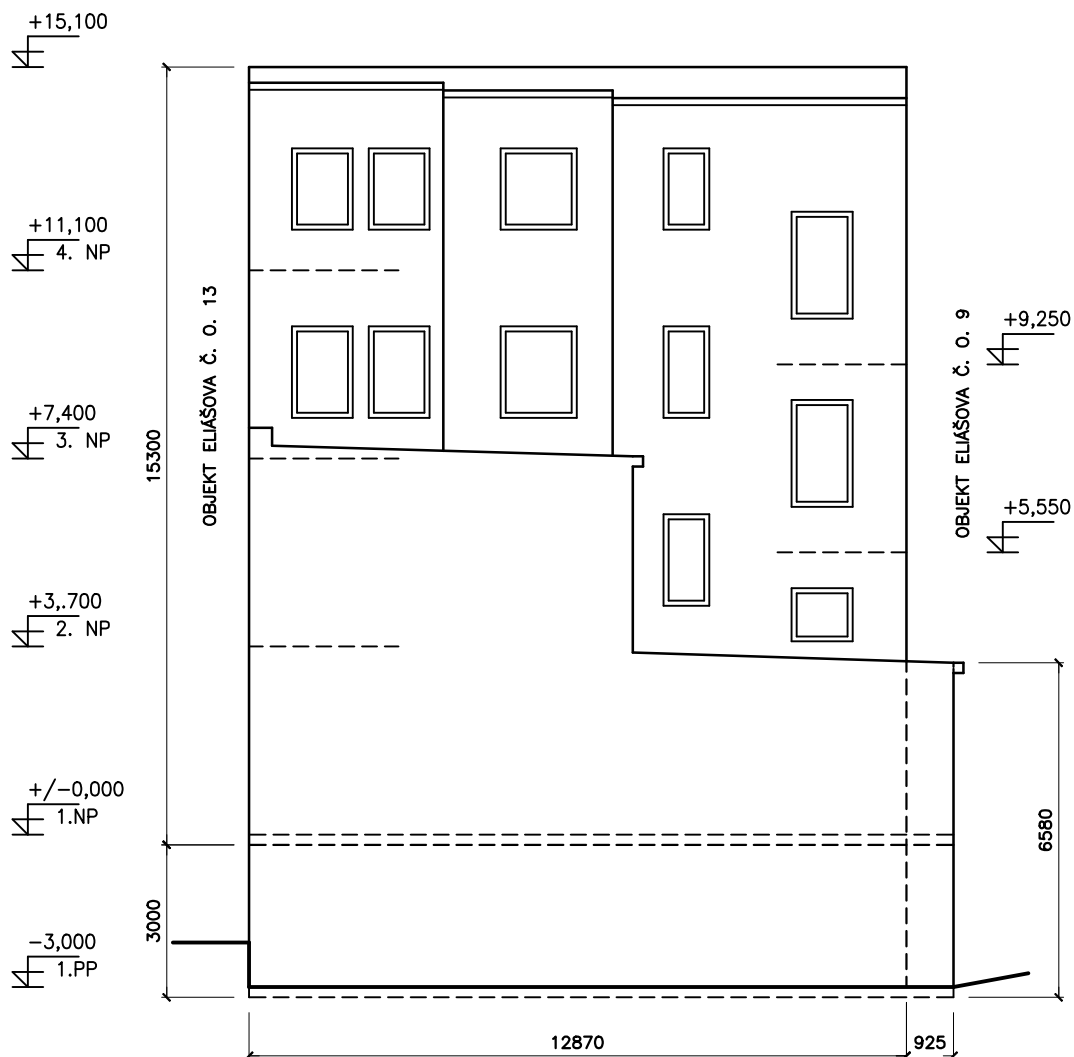 +15,100
+11,100
4. NP
OBJEKT ELIÁŠOVA Č. O. 13
OBJEKT ELIÁŠOVA Č. O. 9
+9,250
+7,400
3. NP
15300
+5,550
+3,.700
2. NP
+/-0,000
1.NP
6580
3000
-3,000
1.PP
12870
925